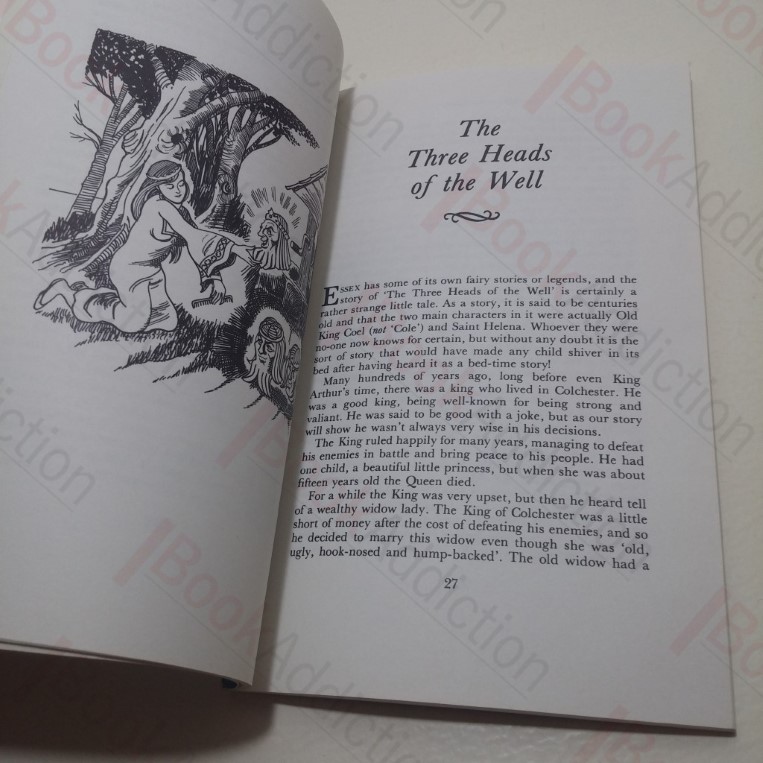 The
Three Heads
of the Well
ESSEX has some of its own fairy stories or legends, and the
story of 'The Three Heads of the Well' is certainly a
rather strange little tale. As a story, it is said to be centuries
old and that the two main characters in it were actually Old
King Coel (not 'Cole') and Saint Helena. Whoever they were
no-one now knows for certain, but without any doubt it is the
sort of story that would have made any child shiver in its
bed after having heard it as a bed-time story!
Many hundreds of years ago, long before even King
Arthur's time, there was a king who lived in Colchester. He
was a good king, being well-known for being strong and
valiant. He was said to be good with a joke, but as our story
will show he wasn't always very wise in his decisions.
The King ruled happily for many years, managing to defeat
his enemies in battle and bring peace to his people. He had
one child, a beautiful little princess, but when she was about
fifteen years old the Queen died.
For a while the King was very upset, but then he heard tell
of a wealthy widow lady. The King of Colchester was a little
short of money after the cost of defeating his enemies, and so
he decided to marry this widow even though she was 'old,
ugly, hook-nosed and hump-backed'. The old widow had a
27
BookAddiction
BookAddiction
BookAddiction
BookAddiction